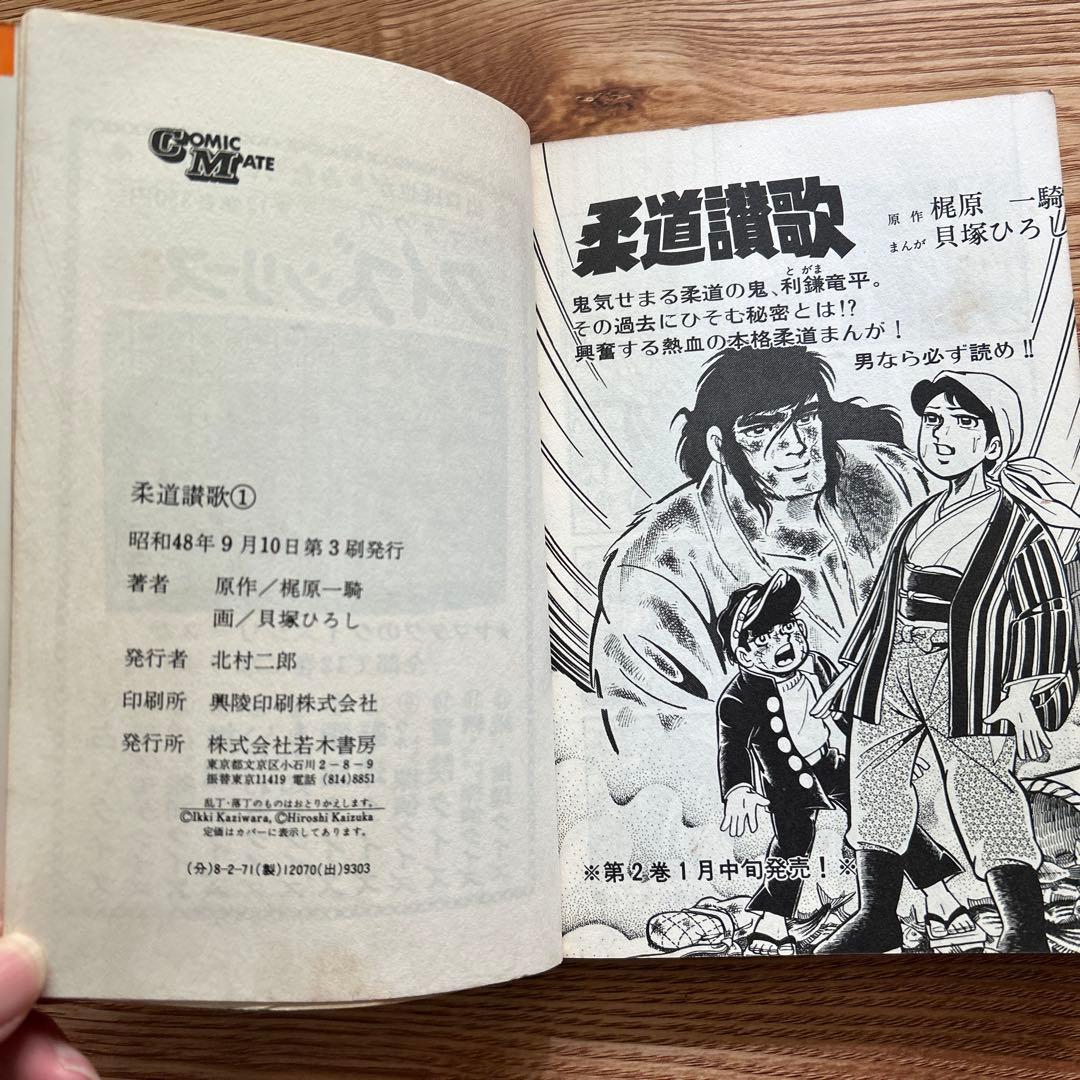 COMIC
MATE
柔道讃歌①
昭和48年9月10日第3刷発行
著者 原作／梶原一騎
画／貝塚ひろし
発行者 北村二郎
印刷所 興陵印刷株式会社
発行所 株式会社若木書房
東京都文京区小石川2-8-9
振替東京11419 電話 (814)8851
乱丁・落丁のものはおとりかえします。
©Ikki Kaziwara, ©Hiroshi Kaizuka
定価はカバーに表示してあります。
(分)8-2-71(製)12070(出)9303
柔道讃歌
原作 梶原一騎
まんが 貝塚ひろし
鬼気せまる柔道の鬼、利鎌竜平。
とがま
その過去にひそむ秘密とは!?
興奮する熱血の本格柔道まんが！
男なら必ず読め!!
※第2巻1月中旬発売！※